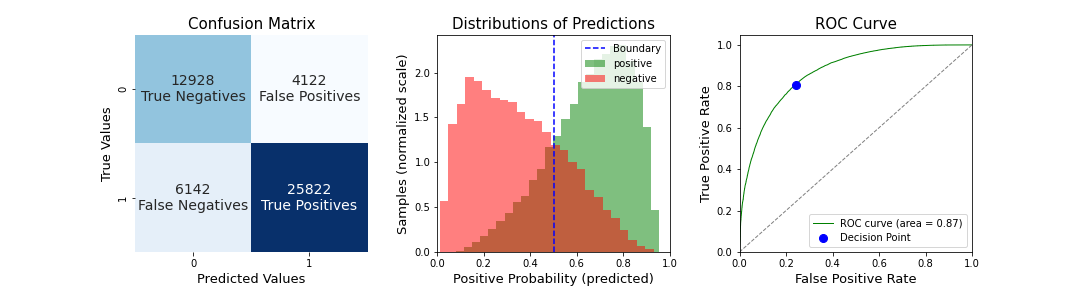 Confusion Matrix
12928
True Negatives
4122
False Positives
6142
False Negatives
25822
True Positives
0
1
True Values
0
1
Predicted Values
Distributions of Predictions
Boundary
positive
negative
2.0
1.5
1.0
0.5
0.0
Samples (normalized scale)
0.0 0.2 0.4 0.6 0.8 1.0
Positive Probability (predicted)
ROC Curve
1.0
0.8
0.6
0.4
0.2
0.0
True Positive Rate
ROC curve (area = 0.87)
Decision Point
0.0 0.2 0.4 0.6 0.8 1.0
False Positive Rate